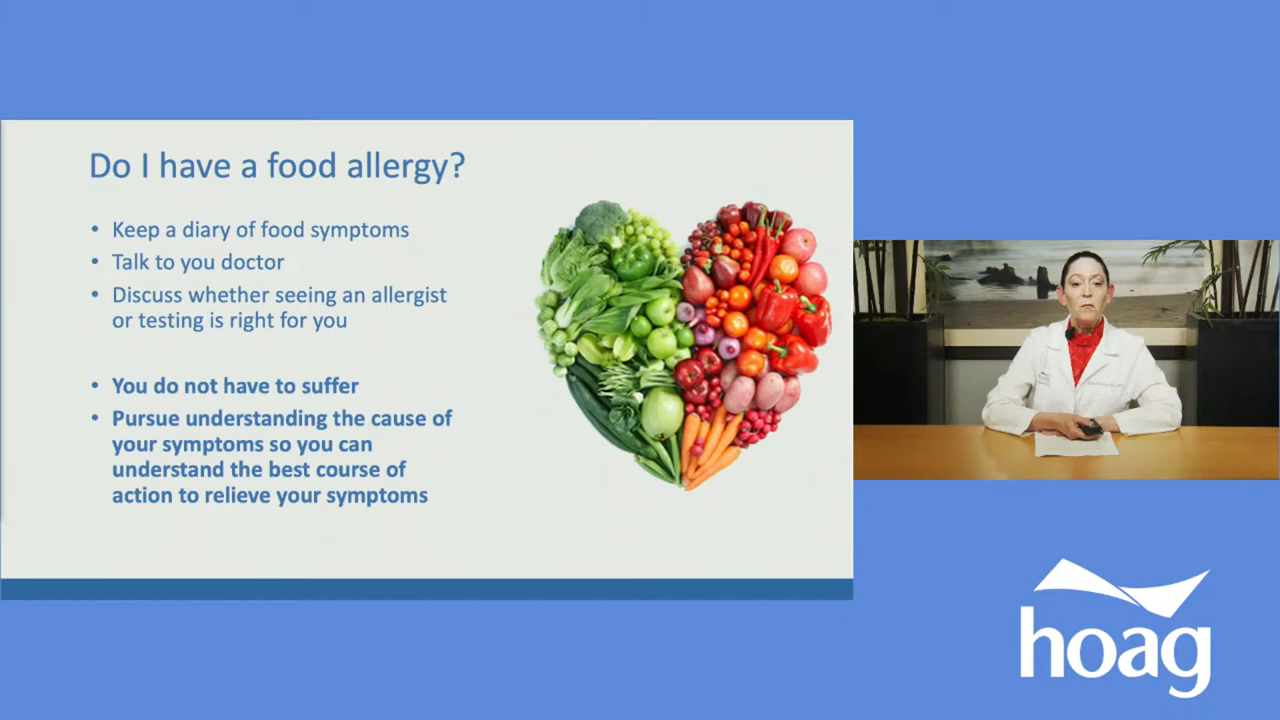 Do I have a food allergy?
• Keep a diary of food symptoms
• Talk to you doctor
• Discuss whether seeing an allergist
or testing is right for you
• You do not have to suffer
• Pursue understanding the cause of
your symptoms so you can
understand the best course of
action to relieve your symptoms
hoag